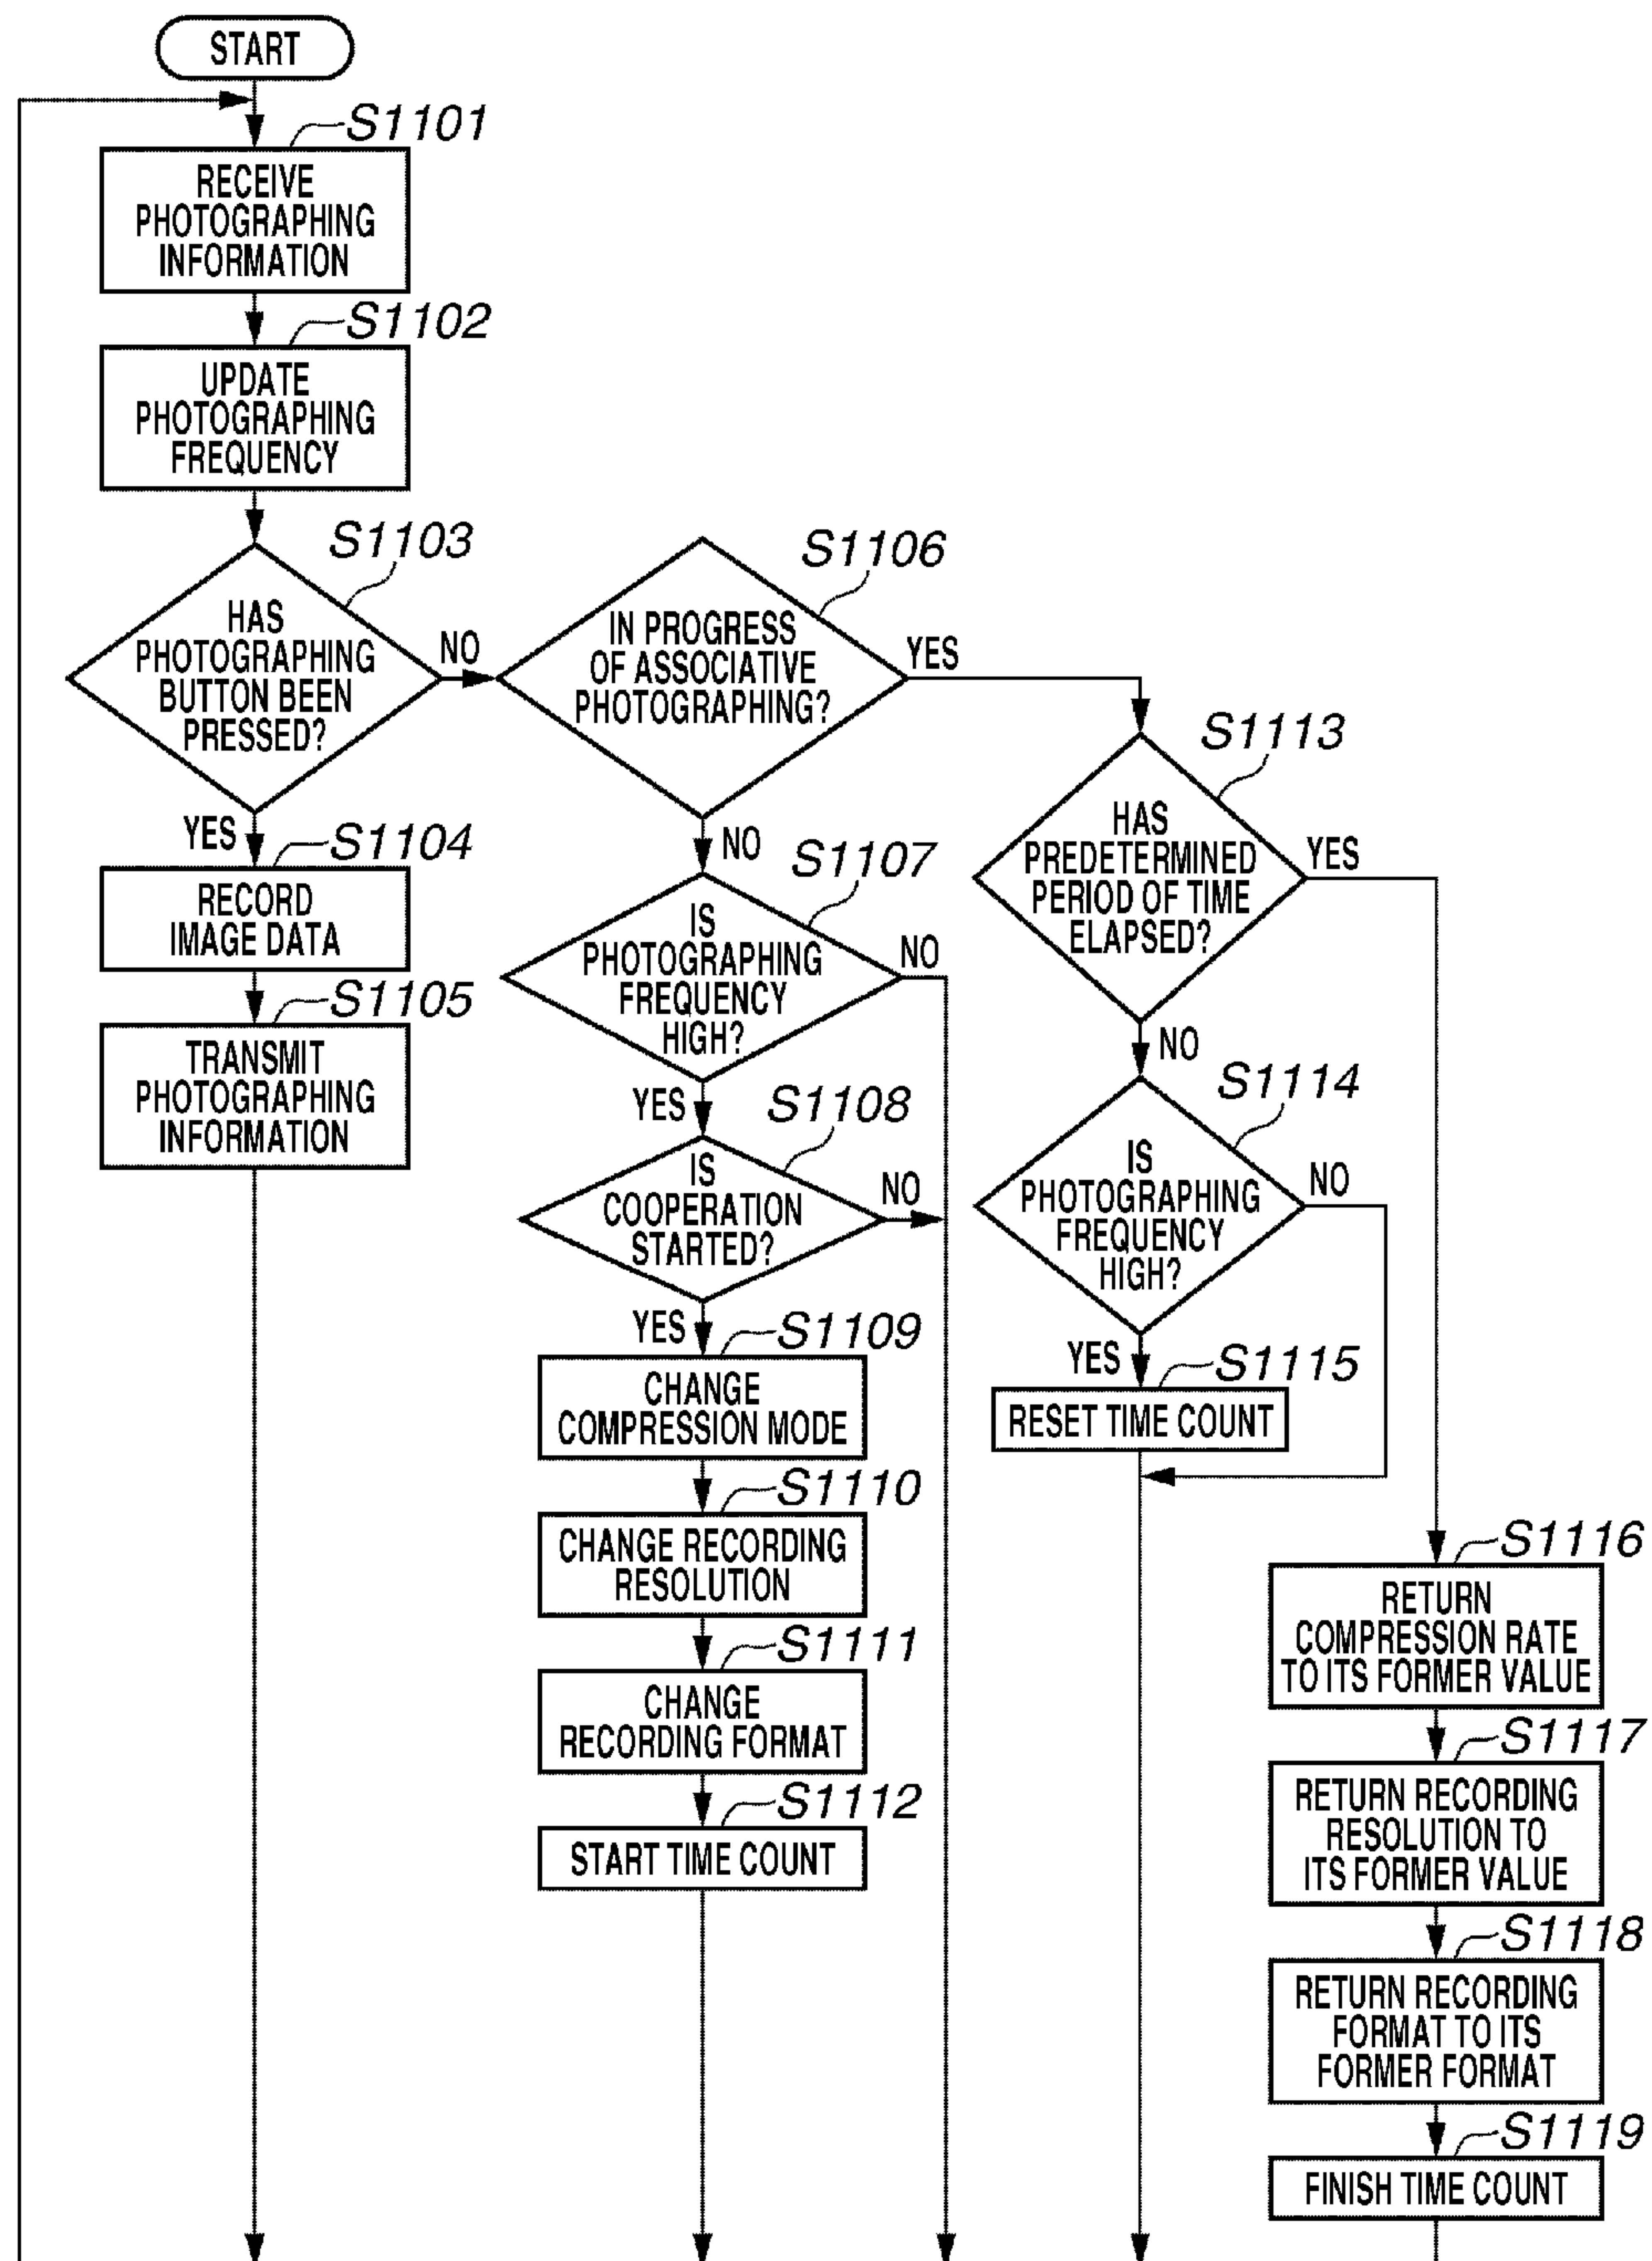 START
S1101
RECEIVE
PHOTOGRAPHING
INFORMATION
S1102
UPDATE
PHOTOGRAPHING
FREQUENCY
S1103
HAS
PHOTOGRAPHING
BUTTON BEEN
PRESSED?
NO
YES
S1104
RECORD
IMAGE DATA
S1105
TRANSMIT
PHOTOGRAPHING
INFORMATION
S1106
IN PROGRESS
OF ASSOCIATIVE
PHOTOGRAPHING?
YES
NO
S1107
IS
PHOTOGRAPHING
FREQUENCY
HIGH?
NO
YES
S1108
IS
COOPERATION
STARTED?
NO
YES
S1109
CHANGE
COMPRESSION MODE
S1110
CHANGE RECORDING
RESOLUTION
S1111
CHANGE
RECORDING FORMAT
S1112
START TIME COUNT
S1113
HAS
PREDETERMINED
PERIOD OF TIME
ELAPSED?
YES
NO
S1114
IS
PHOTOGRAPHING
FREQUENCY
HIGH?
NO
YES
S1115
RESET TIME COUNT
S1116
RETURN
COMPRESSION RATE
TO ITS FORMER VALUE
S1117
RETURN RECORDING
RESOLUTION TO
ITS FORMER VALUE
S1118
RETURN RECORDING
FORMAT TO ITS
FORMER FORMAT
S1119
FINISH TIME COUNT